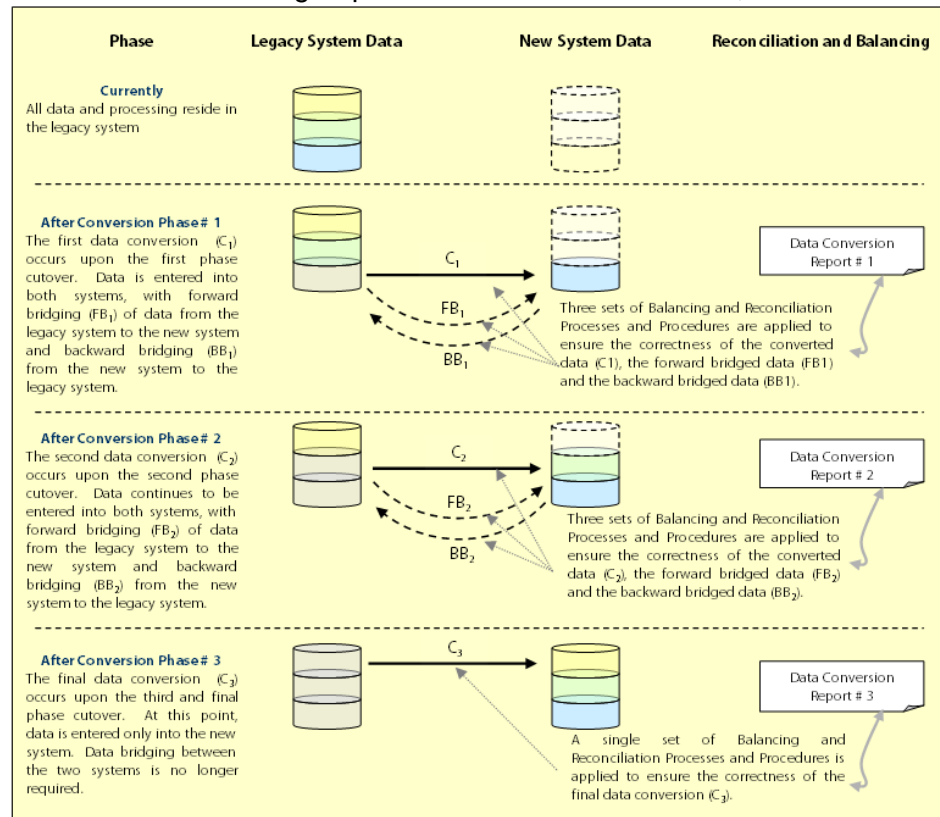 Phase
Legacy System Data
New System Data
Reconciliation and Balancing
Currently
All data and processing reside in
the legacy system
After Conversion Phase # 1
The first data conversion (C₁)
occurs upon the first phase
cutover. Data is entered into
both systems, with forward
bridging (FB₁) of data from the
legacy system to the new system
and backward bridging (BB₁)
from the new system to the
legacy system.
C₁
FB₁
BB₁
Three sets of Balancing and Reconciliation
Processes and Procedures are applied to
ensure the correctness of the converted
data (C1), the forward bridged data (FB1)
and the backward bridged data (BB1).
Data Conversion
Report # 1
After Conversion Phase # 2
The second data conversion (C₂)
occurs upon the second phase
cutover. Data continues to be
entered into both systems, with
forward bridging (FB₂) of data
from the legacy system to the
new system and backward
bridging (BB₂) from the new
system to the legacy system.
C₂
FB₂
BB₂
Three sets of Balancing and Reconciliation
Processes and Procedures are applied to
ensure the correctness of the converted
data (C₂), the forward bridged data (FB₂)
and the backward bridged data (BB₂).
Data Conversion
Report # 2
After Conversion Phase # 3
The final data conversion (C₃)
occurs upon the third and final
phase cutover. At this point,
data is entered only into the new
system. Data bridging between
the two systems is no longer
required.
C₃
A single set of Balancing and
Reconciliation Processes and Procedures is
applied to ensure the correctness of the
final data conversion (C₃).
Data Conversion
Report # 3